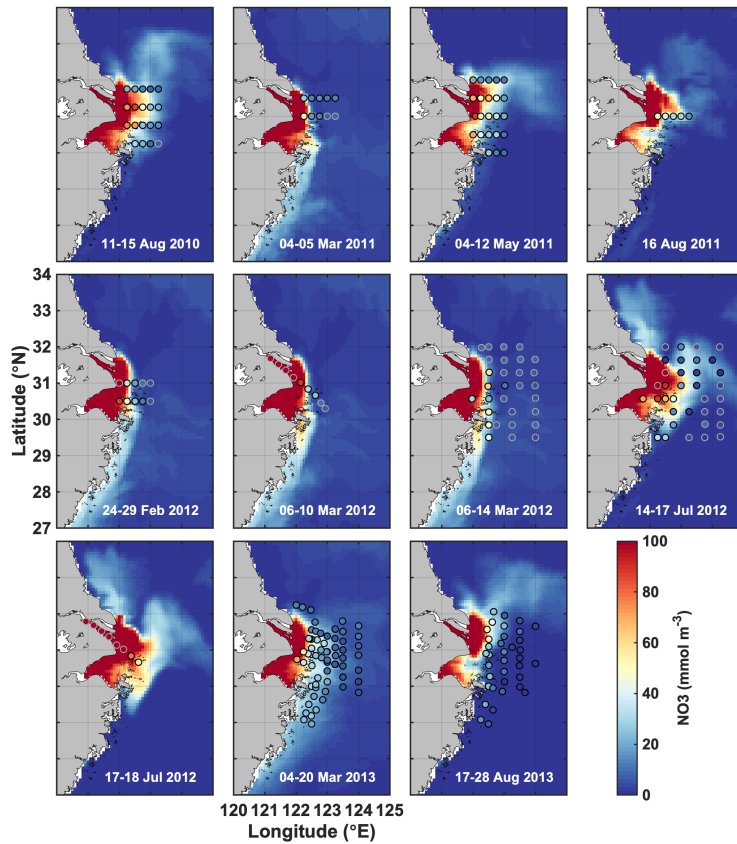 11-15 Aug 2010
04-05 Mar 2011
04-12 May 2011
16 Aug 2011
34
33
32
31
30
29
28
27
Latitude (°N)
24-29 Feb 2012
06-10 Mar 2012
06-14 Mar 2012
14-17 Jul 2012
17-18 Jul 2012
04-20 Mar 2013
17-28 Aug 2013
120 121 122 123 124 125
Longitude (°E)
100
80
60
40
20
0
NO3 (mmol m-3)